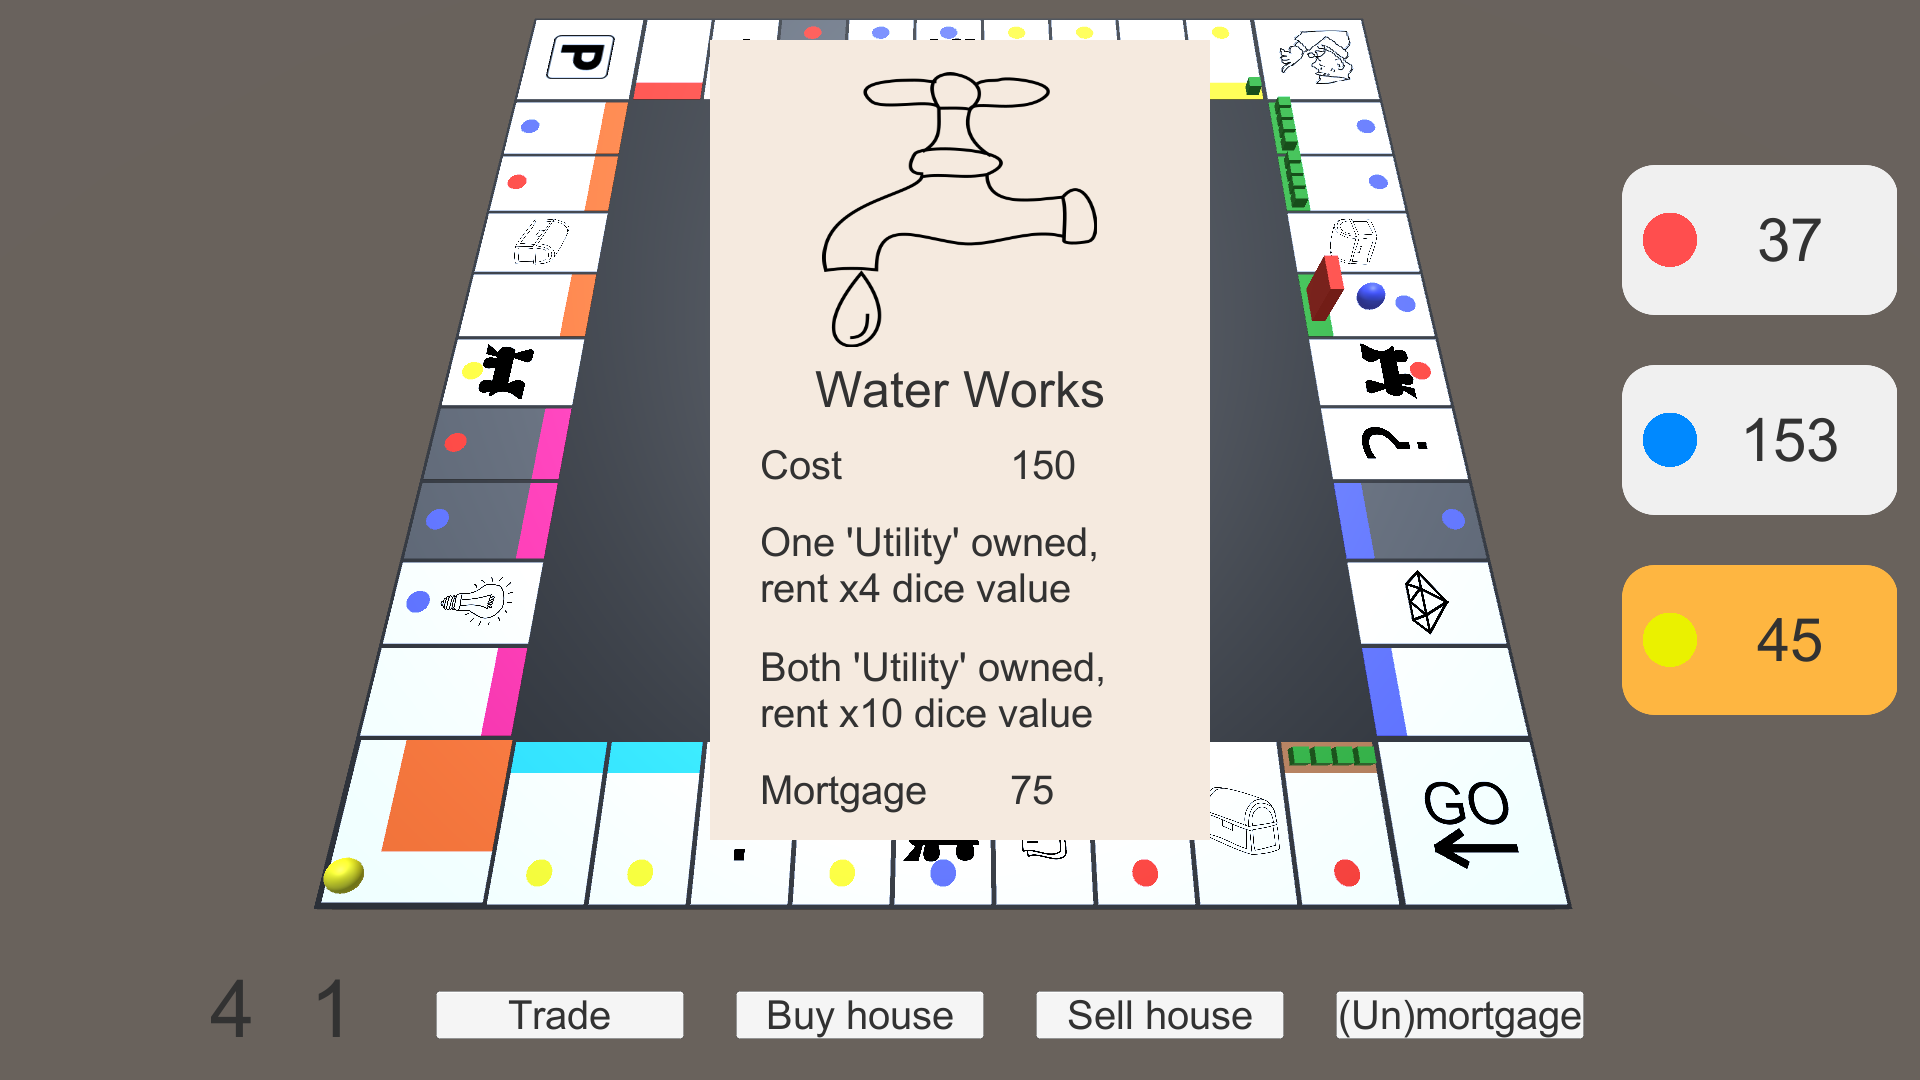 P
37
153
45
?
GO
Water Works
Cost 150
One 'Utility' owned,
rent x4 dice value
Both 'Utility' owned,
rent x10 dice value
Mortgage 75
4 1
Trade
Buy house
Sell house
(Un)mortgage